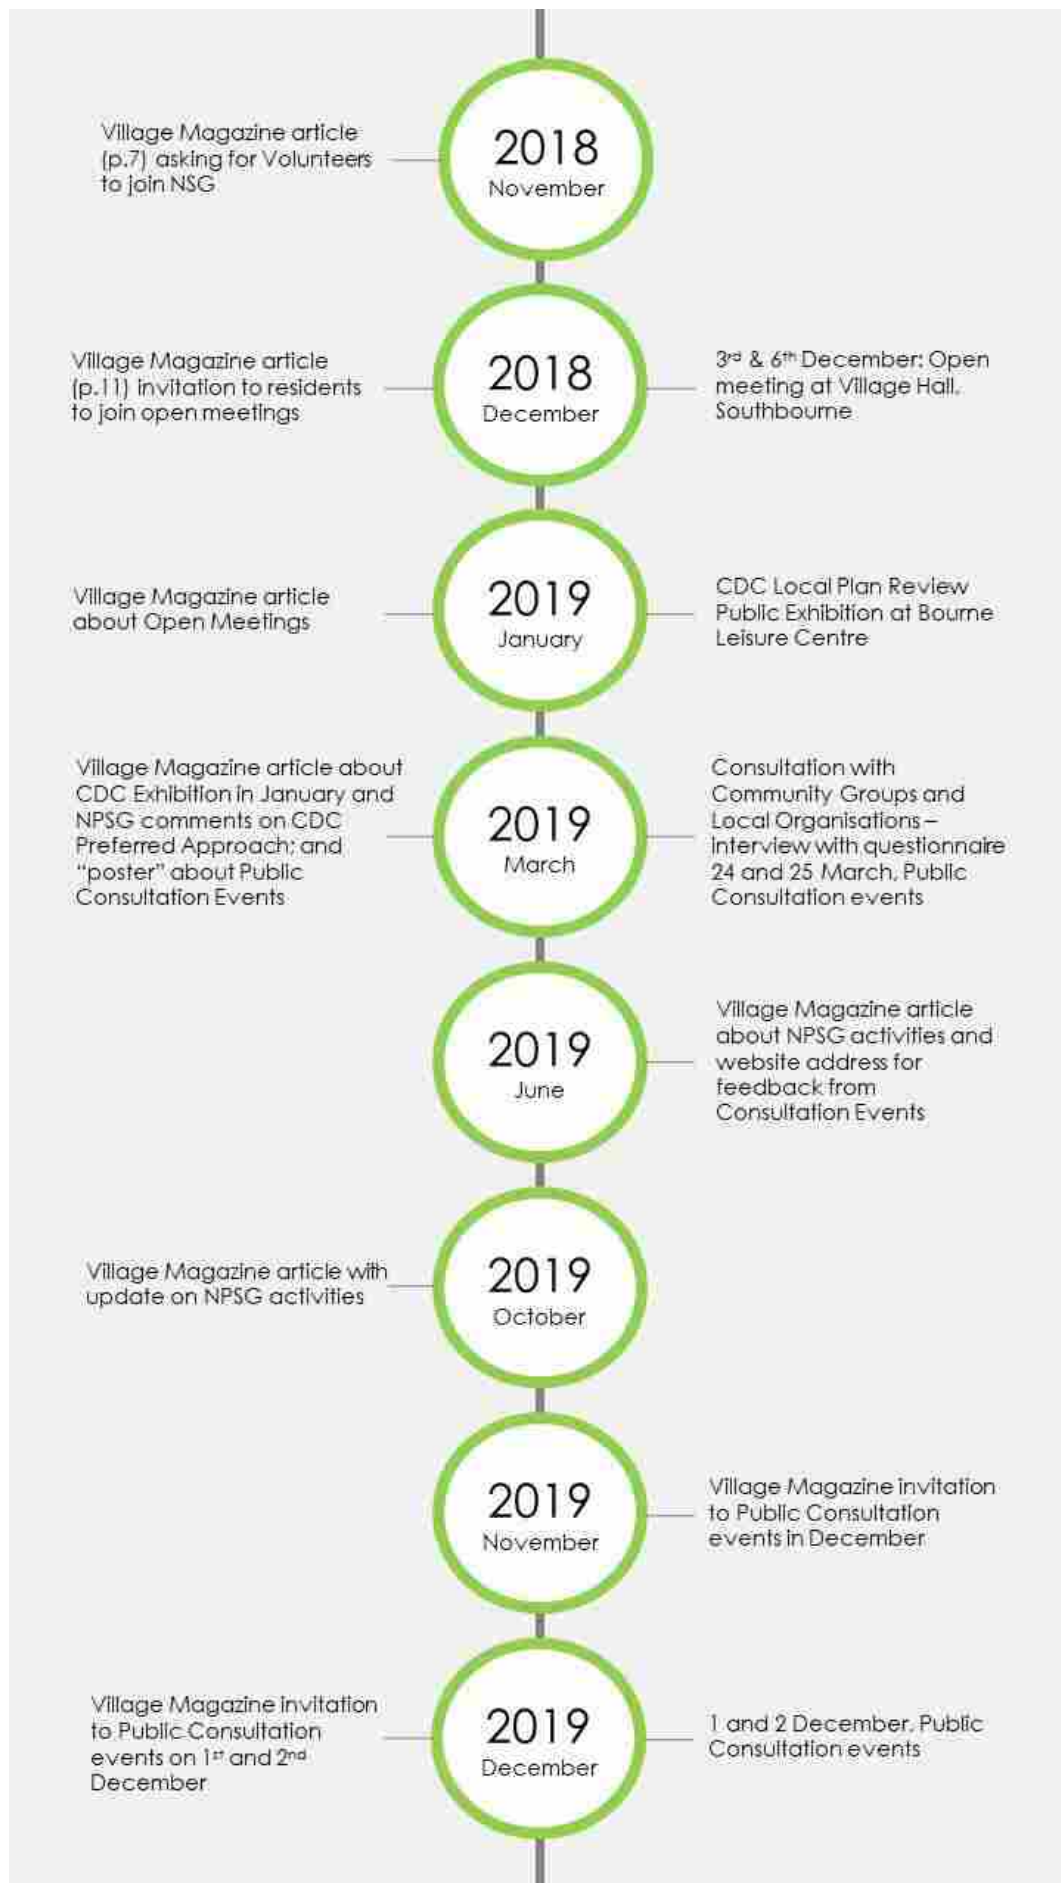 Village Magazine article
(p.7) asking for Volunteers
to join NSG
2018
November
Village Magazine article
(p.11) invitation to residents
to join open meetings
2018
December
3rd & 6th December: Open
meeting at Village Hall,
Southbourne
Village Magazine article
about Open Meetings
2019
January
CDC Local Plan Review
Public Exhibition at Bourne
Leisure Centre
Village Magazine article about
CDC Exhibition in January and
NPSG comments on CDC
Preferred Approach; and
“poster” about Public
Consultation Events
2019
March
Consultation with
Community Groups and
Local Organisations –
interview with questionnaire
24 and 25 March, Public
Consultation events
2019
June
Village Magazine article
about NPSG activities and
website address for
feedback from
Consultation Events
Village Magazine article with
update on NPSG activities
2019
October
2019
November
Village Magazine invitation
to Public Consultation
events in December
Village Magazine invitation
to Public Consultation
events on 1st and 2nd
December
2019
December
1 and 2 December, Public
Consultation events